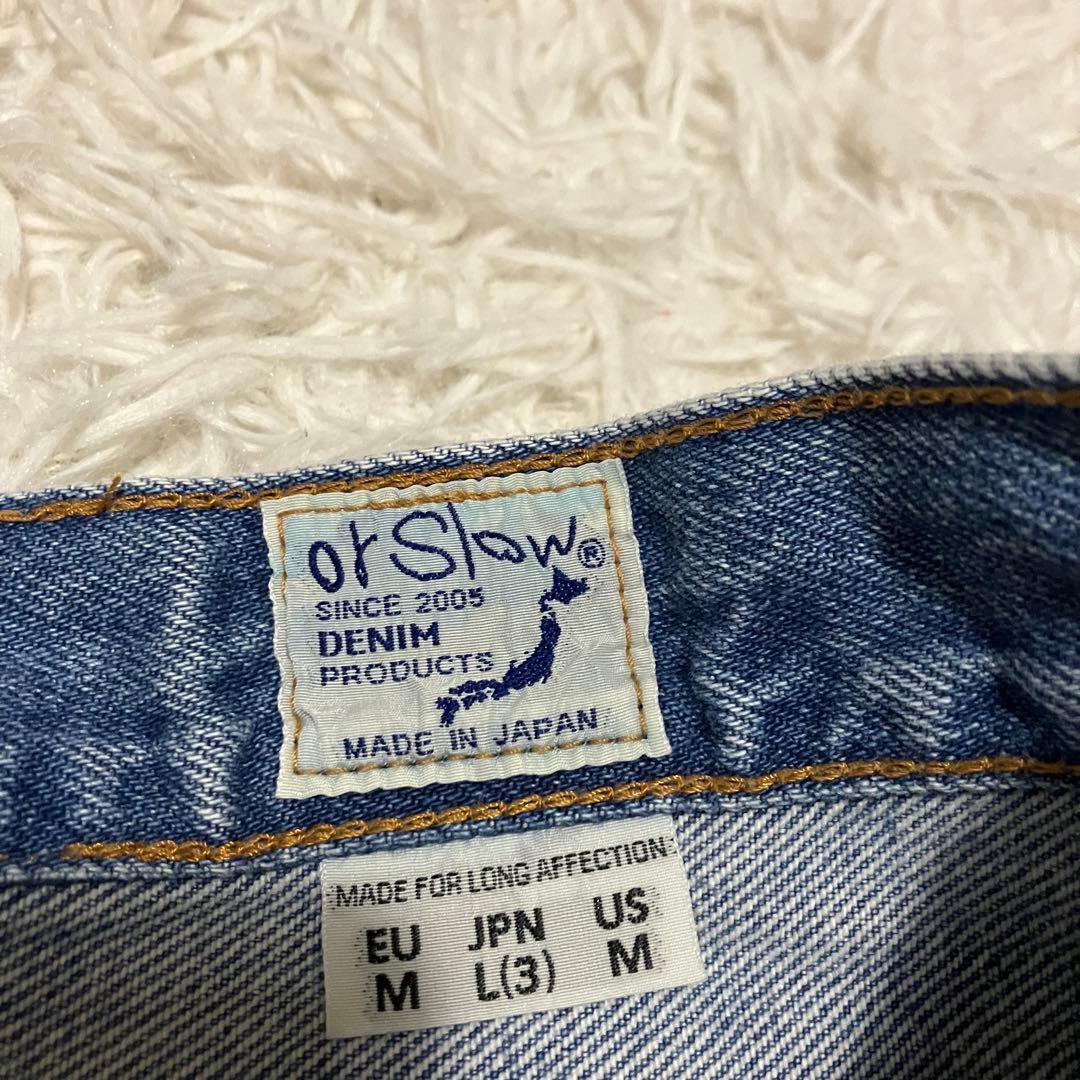 orSlow®
SINCE 2005
DENIM
PRODUCTS
MADE IN JAPAN
MADE FOR LONG AFFECTION
EU JPN US
M L(3) M